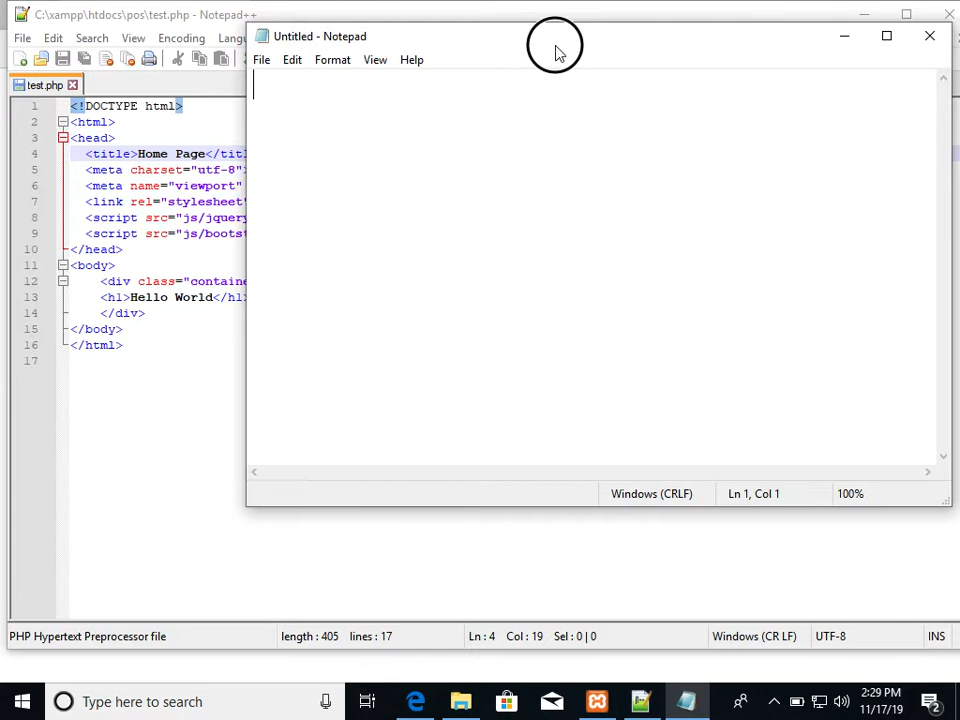 C:\xampp\htdocs\pos\test.php - Notepad++
Untitled - Notepad
File Edit Search View Encoding Langu
File Edit Format View Help
test.php
1 <!DOCTYPE html>
2 <html>
3 <head>
4 <title>Home Page</titl
5 <meta charset="utf-8">
6 <meta name="viewport"
7 <link rel="stylesheet"
8 <script src="js/jquery
9 <script src="js/boots
10 </head>
11 <body>
12 <div class="containe
13 <h1>Hello World</h1>
14 </div>
15 </body>
16 </html>
17
Windows (CRLF) Ln 1, Col 1 100%
PHP Hypertext Preprocessor file length : 405 lines : 17 Ln : 4 Col : 19 Sel : 0 | 0 Windows (CR LF) UTF-8 INS
Type here to search
2:29 PM
11/17/19
2